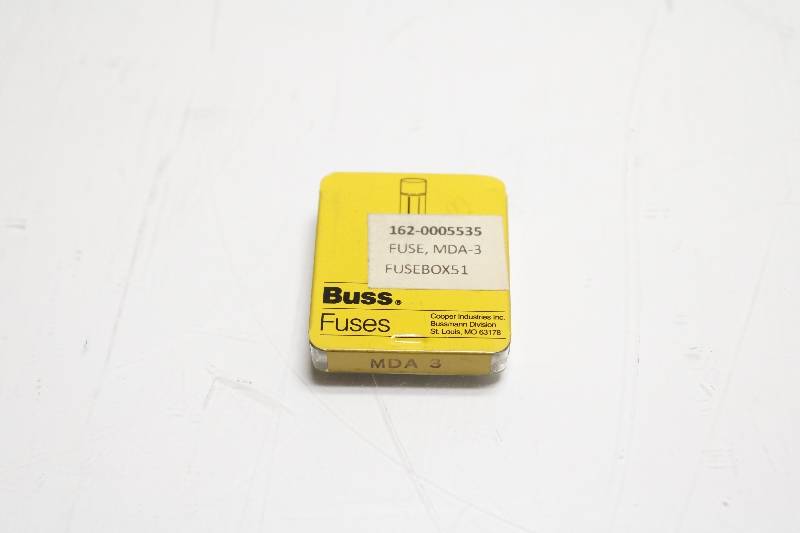 162-0005535
FUSE, MDA-3
FUSEBOX51
Buss®
Fuses
Cooper Industries Inc.
Bussmann Division
St. Louis, MO 63178
MDA 3